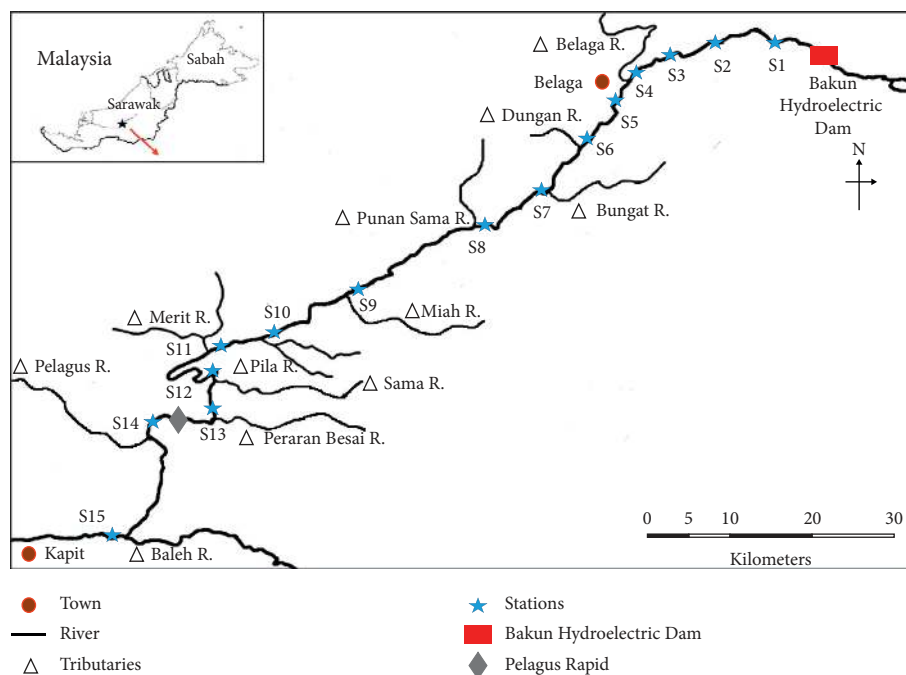 Malaysia
Sabah
Sarawak
Belaga R.
Belaga
S4
S3
S2
S1
Bakun
Hydroelectric
Dam
S5
Dungan R.
S6
N
S7
Bungat R.
Punan Sama R.
S8
S9
Miah R.
Merit R.
S10
S11
Pila R.
Pelagus R.
S12
Sama R.
S14
S13
Peraran Besai R.
S15
Kapit
Baleh R.
0 5 10 20 30
Kilometers
Town
River
Tributaries
Stations
Bakun Hydroelectric Dam
Pelagus Rapid